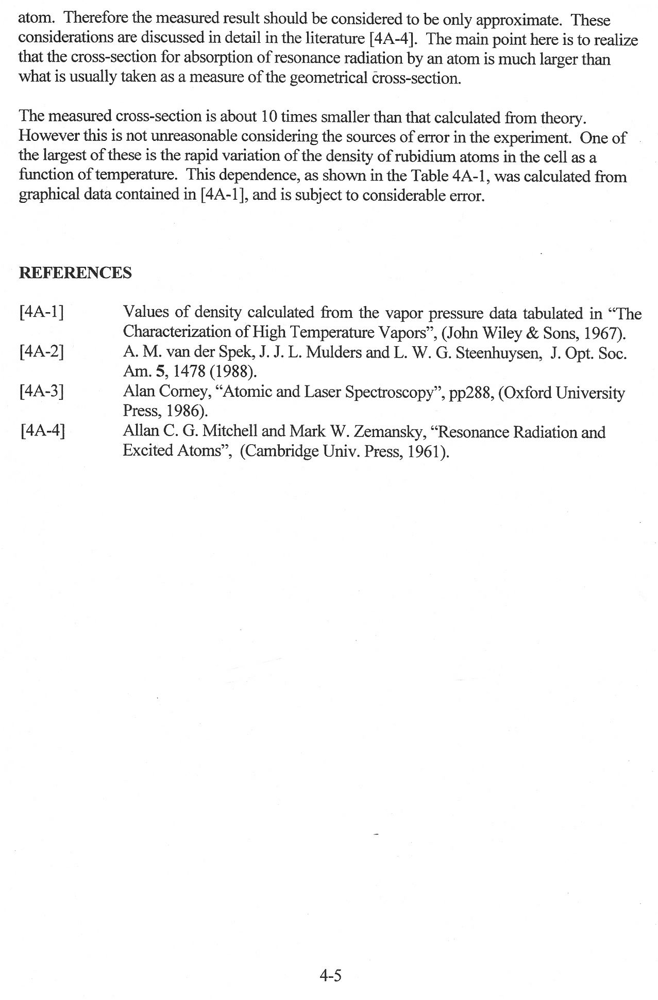 atom. Therefore the measured result should be considered to be only approximate. These
considerations are discussed in detail in the literature [4A-4]. The main point here is to realize
that the cross-section for absorption of resonance radiation by an atom is much larger than
what is usually taken as a measure of the geometrical cross-section.
The measured cross-section is about 10 times smaller than that calculated from theory.
However this is not unreasonable considering the sources of error in the experiment. One of
the largest of these is the rapid variation of the density of rubidium atoms in the cell as a
function of temperature. This dependence, as shown in the Table 4A-1, was calculated from
graphical data contained in [4A-1], and is subject to considerable error.
REFERENCES
[4A-1] Values of density calculated from the vapor pressure data tabulated in “The
Characterization of High Temperature Vapors”, (John Wiley & Sons, 1967).
[4A-2] A. M. van der Spek, J. J. L. Mulders and L. W. G. Steenhuysen, J. Opt. Soc.
Am. 5, 1478 (1988).
[4A-3] Alan Corney, “Atomic and Laser Spectroscopy”, pp288, (Oxford University
Press, 1986).
[4A-4] Allan C. G. Mitchell and Mark W. Zemansky, “Resonance Radiation and
Excited Atoms”, (Cambridge Univ. Press, 1961).
4-5